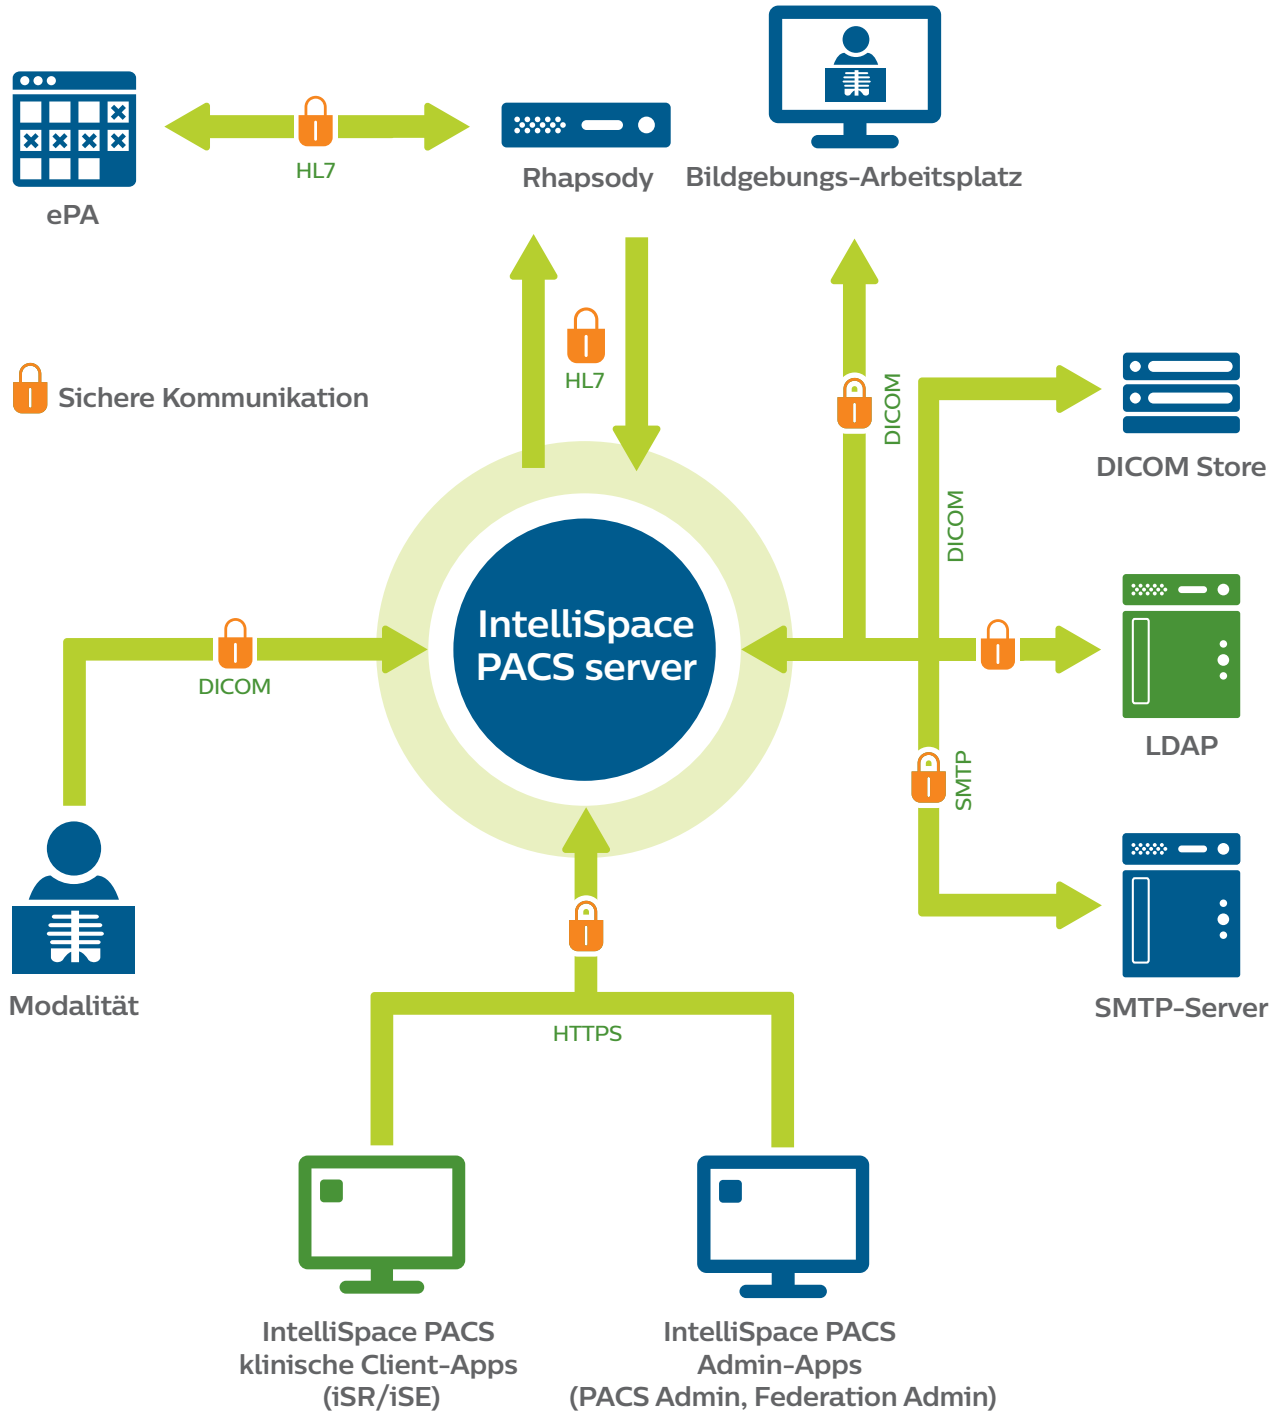 HL7
ePA
Rhapsody
Bildgebungs-Arbeitsplatz
HL7
Sichere Kommunikation
DICOM
DICOM Store
DICOM
IntelliSpace
PACS server
DICOM
LDAP
SMTP
Modalität
SMTP-Server
HTTPS
IntelliSpace PACS
klinische Client-Apps
(iSR/iSE)
IntelliSpace PACS
Admin-Apps
(PACS Admin, Federation Admin)